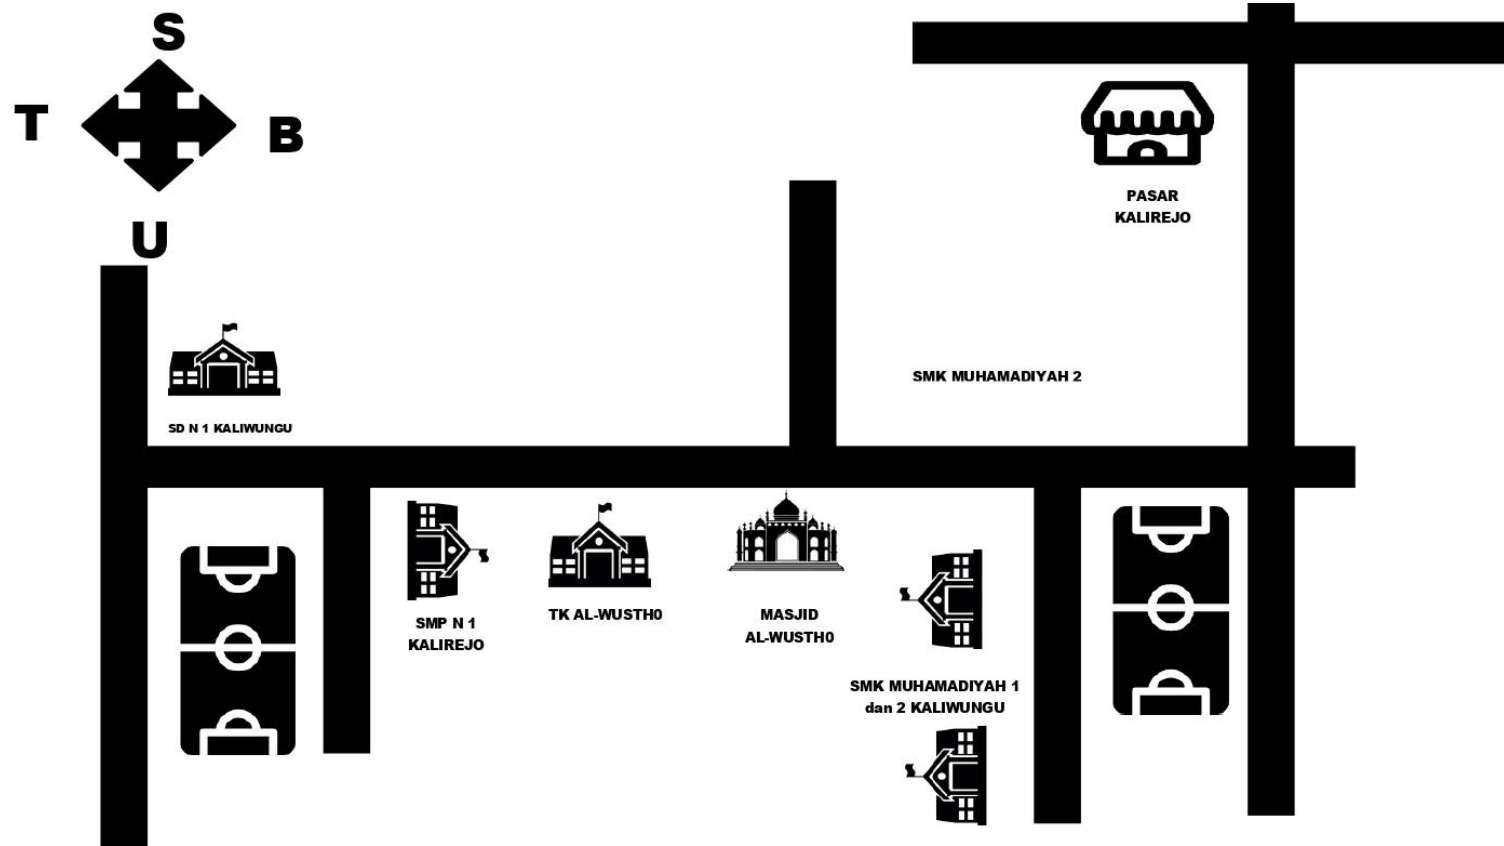 S
T
B
U
PASAR
KALIREJO
SMK MUHAMADIYAH 2
SD N 1 KALIWUNGU
SMP N 1
KALIREJO
TK AL-WUSTH0
MASJID
AL-WUSTH0
SMK MUHAMADIYAH 1
dan 2 KALIWUNGU